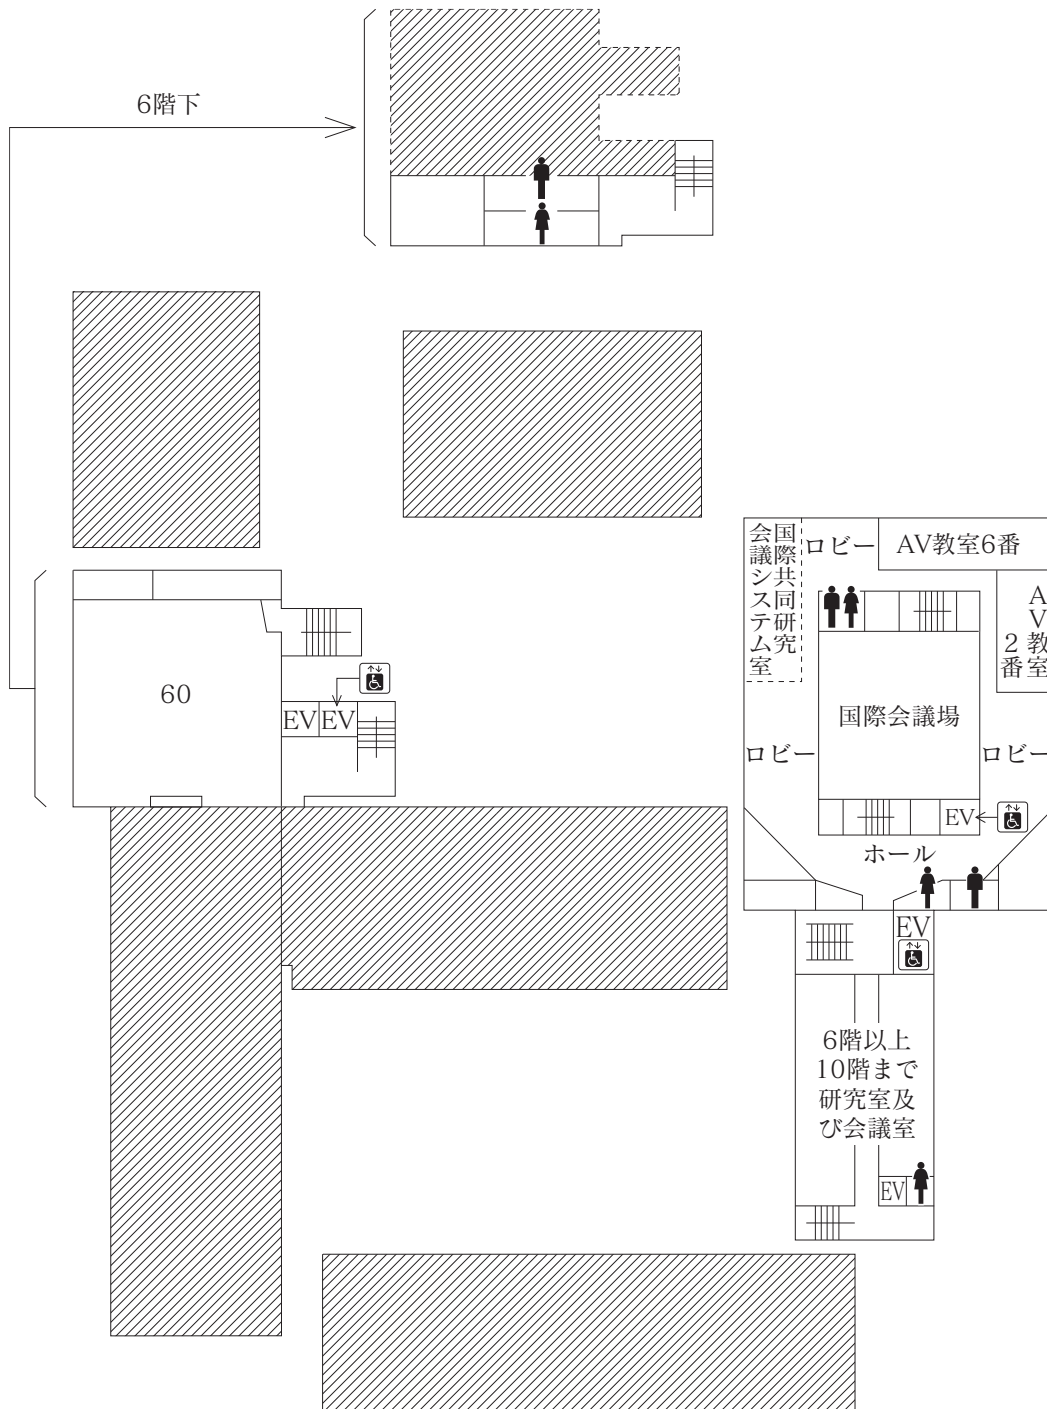 6階下
国際共同研究
会議システム室
ロビー
AV教室6番
AV教室
2番
60
EV
EV
国際会議場
ロビー
ロビー
EV
ホール
EV
6階以上
10階まで
研究室及
び会議室
EV